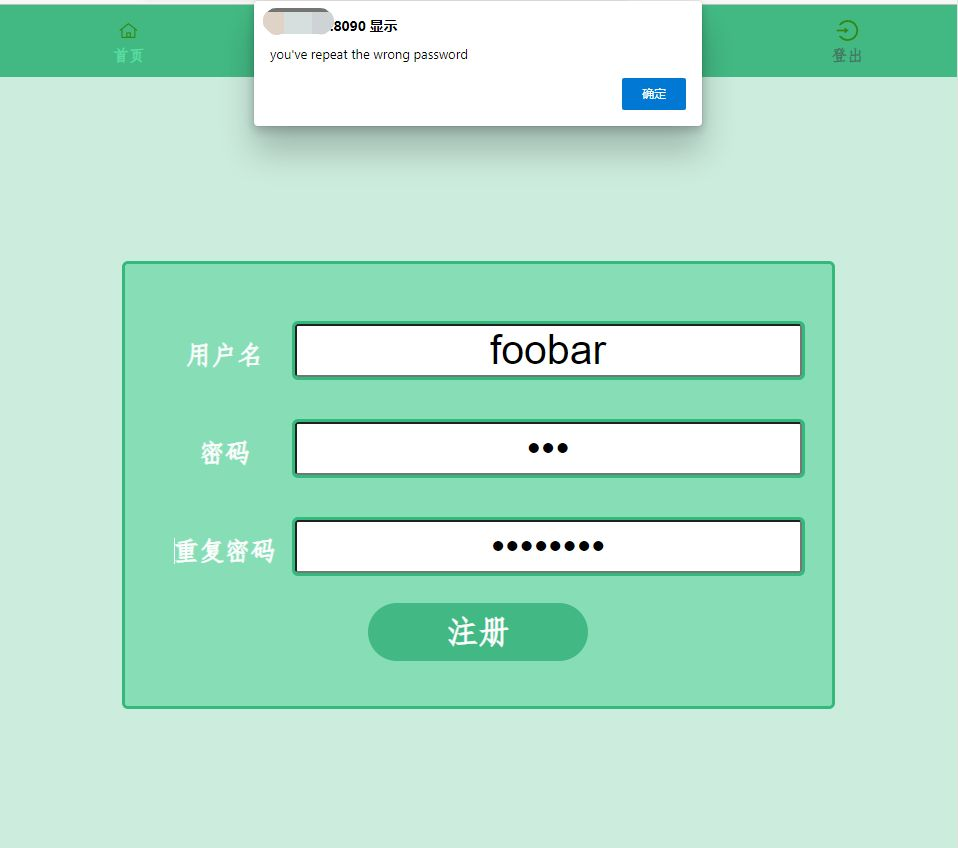 .8090 显示
you've repeat the wrong password
确定
首页
登出
用户名
foobar
密码
•••
重复密码
••••••••
注册